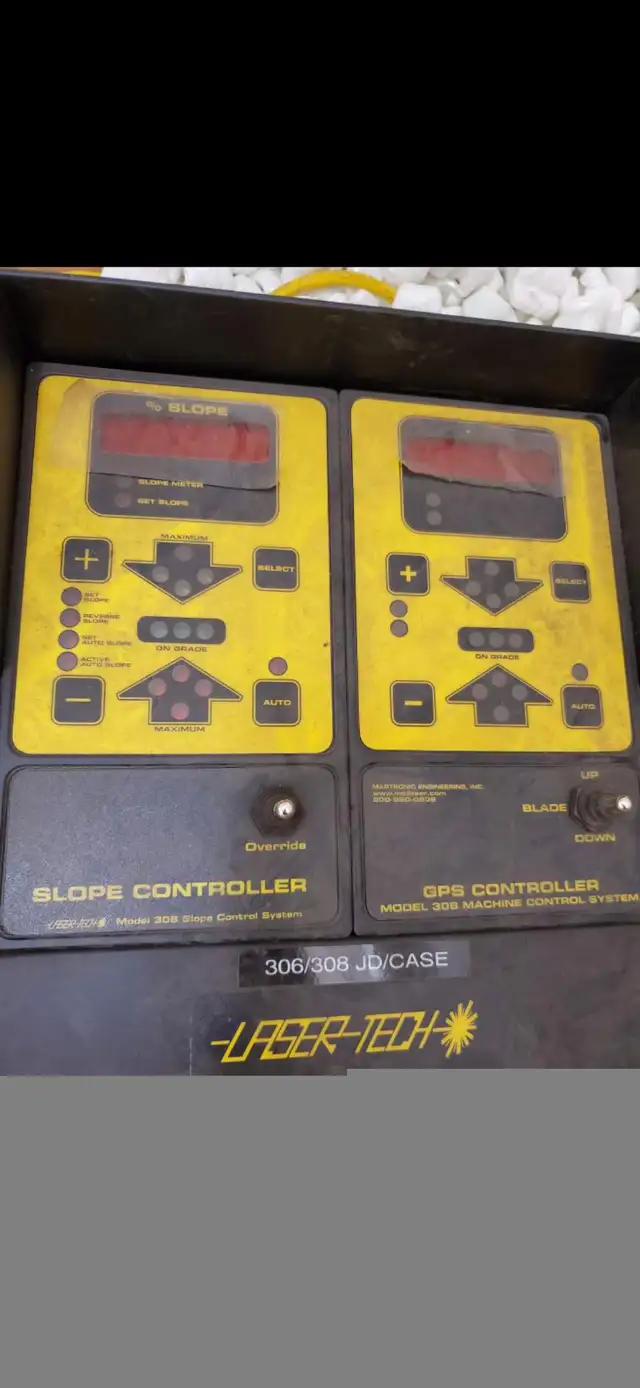 % SLOPE
SLOPE METER
SET SLOPE
MAXIMUM
SELECT
SET
SLOPE
REVERSE
SLOPE
SET
AUTO SLOPE
ACTIVE
AUTO SLOPE
ON GRADE
AUTO
MAXIMUM
Override
SLOPE CONTROLLER
LASER-TECH Model 308 Slope Control System
SELECT
ON GRADE
AUTO
MARTRONIC ENGINEERING, INC.
UP
BLADE
DOWN
GPS CONTROLLER
MODEL 308 MACHINE CONTROL SYSTEM
306/308 JD/CASE
LASER-TECH